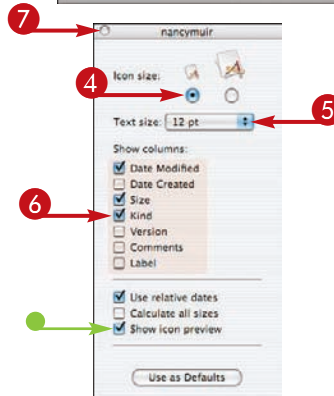 7
nancymuir
Icon size:
4
Text size: 12 pt
5
Show columns:
Date Modified
Date Created
Size
6
Kind
Version
Comments
Label
Use relative dates
Calculate all sizes
Show icon preview
Use as Defaults